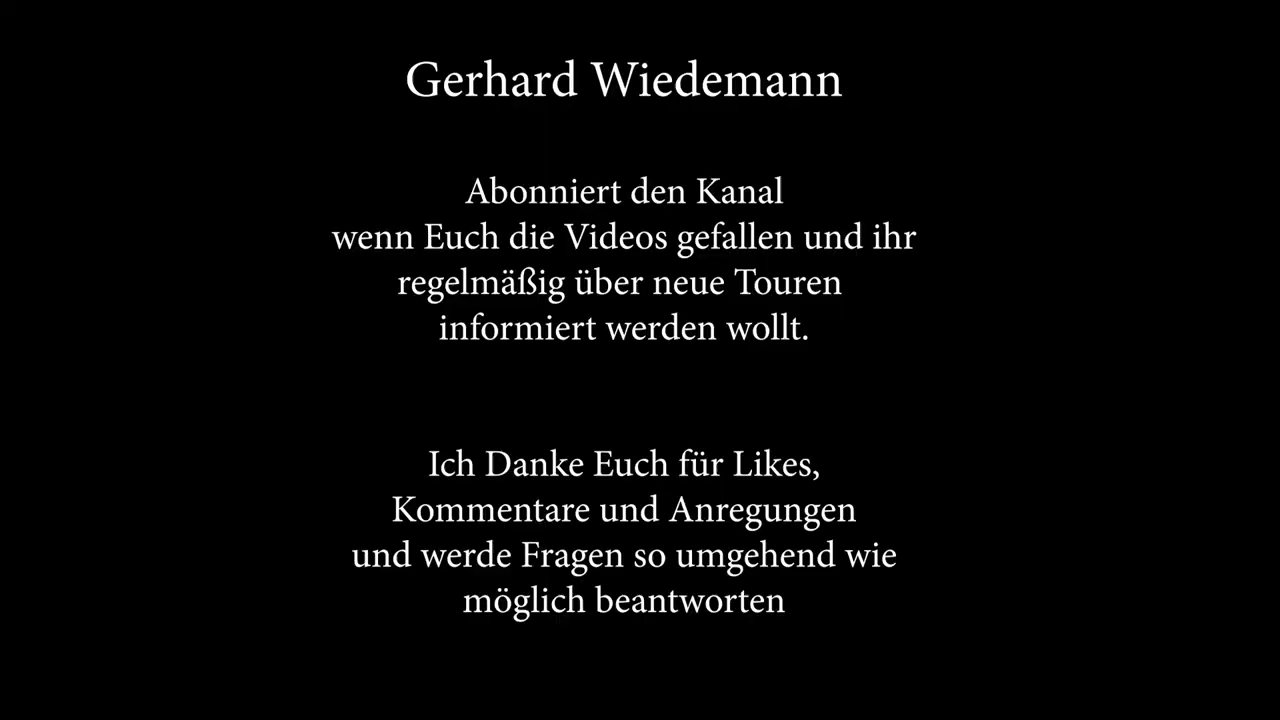 Gerhard Wiedemann
Abonniert den Kanal
wenn Euch die Videos gefallen und ihr
regelmäßig über neue Touren
informiert werden wollt.
Ich Danke Euch für Likes,
Kommentare und Anregungen
und werde Fragen so umgehend wie
möglich beantworten